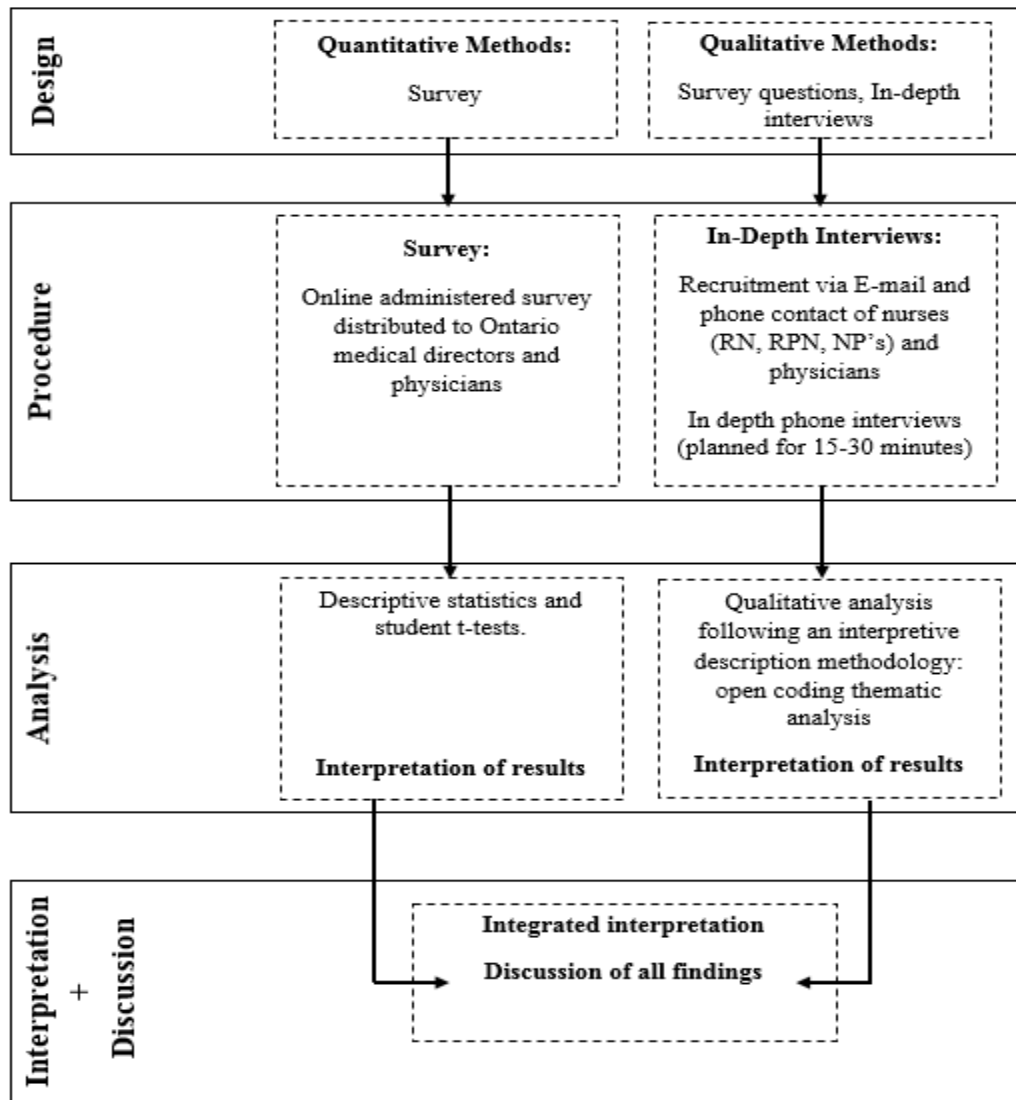 Design
Quantitative Methods:
Survey
Qualitative Methods:
Survey questions, In-depth
interviews
Procedure
Survey:
Online administered survey
distributed to Ontario
medical directors and
physicians
In-Depth Interviews:
Recruitment via E-mail and
phone contact of nurses
(RN, RPN, NP’s) and
physicians
In depth phone interviews
(planned for 15-30 minutes)
Analysis
Descriptive statistics and
student t-tests.
Interpretation of results
Qualitative analysis
following an interpretive
description methodology:
open coding thematic
analysis
Interpretation of results
Interpretation
+
Discussion
Integrated interpretation
Discussion of all findings